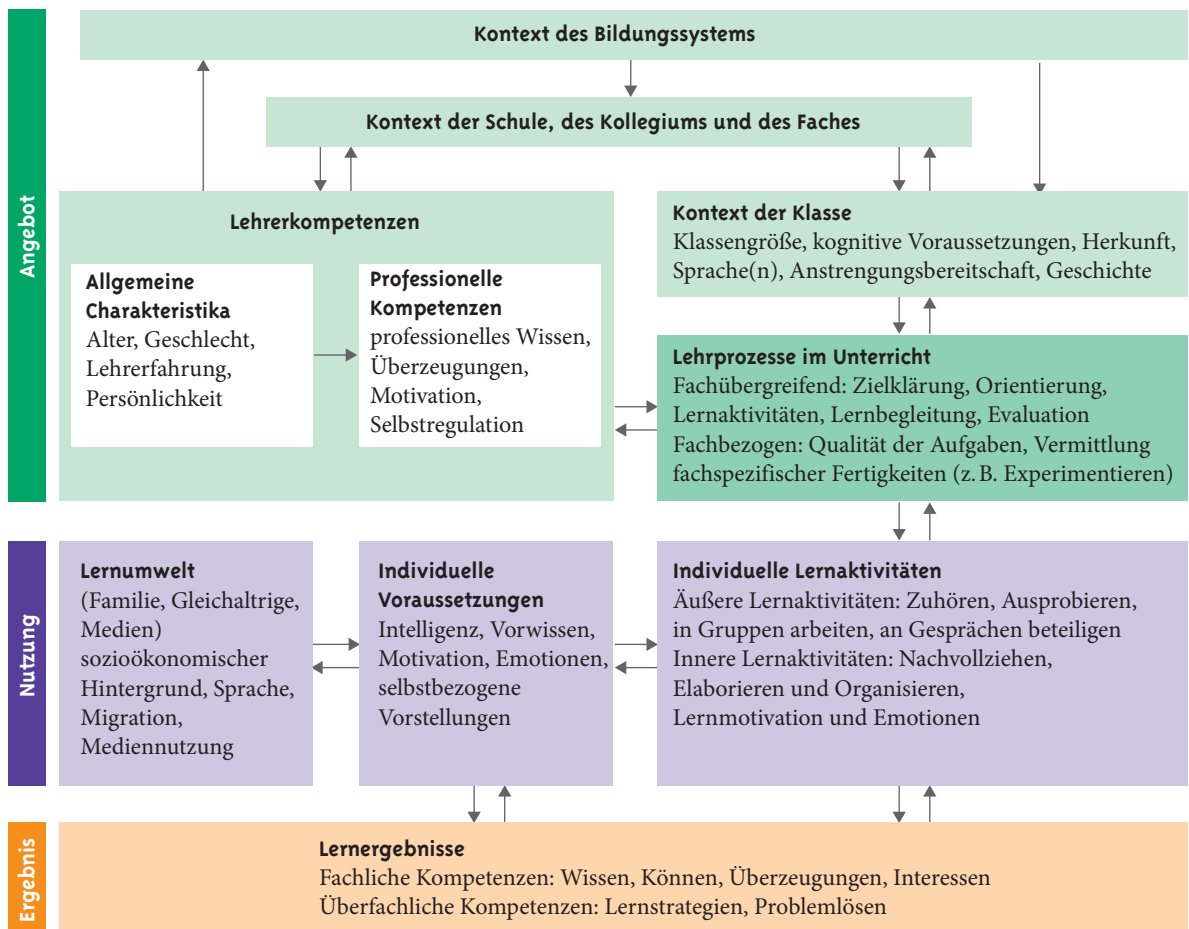 Angebot
Kontext des Bildungssystems
Kontext der Schule, des Kollegiums und des Faches
Lehrerkompetenzen
Allgemeine
Charakteristika
Alter, Geschlecht,
Lehrerfahrung,
Persönlichkeit
Professionelle
Kompetenzen
professionelles Wissen,
Überzeugungen,
Motivation,
Selbstregulation
Kontext der Klasse
Klassengröße, kognitive Voraussetzungen, Herkunft,
Sprache(n), Anstrengungsbereitschaft, Geschichte
Lehrprozesse im Unterricht
Fachübergreifend: Zielklärung, Orientierung,
Lernaktivitäten, Lernbegleitung, Evaluation
Fachbezogen: Qualität der Aufgaben, Vermittlung
fachspezifischer Fertigkeiten (z. B. Experimentieren)
Nutzung
Lernumwelt
(Familie, Gleichaltrige,
Medien)
sozioökonomischer
Hintergrund, Sprache,
Migration,
Mediennutzung
Individuelle
Voraussetzungen
Intelligenz, Vorwissen,
Motivation, Emotionen,
selbstbezogene
Vorstellungen
Individuelle Lernaktivitäten
Äußere Lernaktivitäten: Zuhören, Ausprobieren,
in Gruppen arbeiten, an Gesprächen beteiligen
Innere Lernaktivitäten: Nachvollziehen,
Elaborieren und Organisieren,
Lernmotivation und Emotionen
Ergebnis
Lernergebnisse
Fachliche Kompetenzen: Wissen, Können, Überzeugungen, Interessen
Überfachliche Kompetenzen: Lernstrategien, Problemlösen